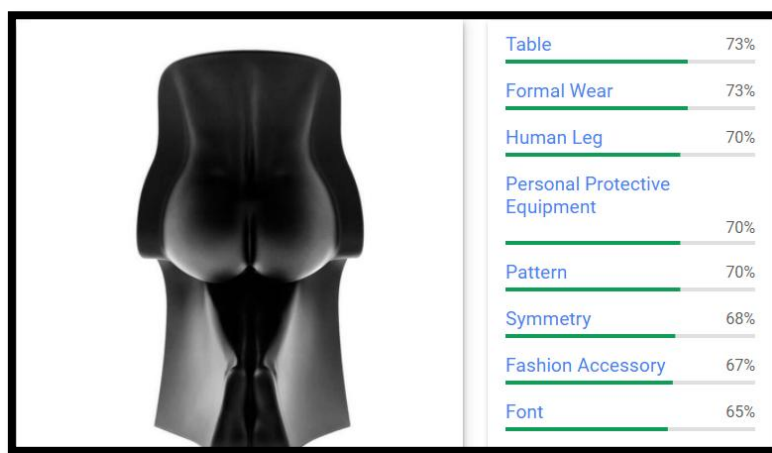 Table 73%
Formal Wear 73%
Human Leg 70%
Personal Protective
Equipment
70%
Pattern 70%
Symmetry 68%
Fashion Accessory 67%
Font 65%